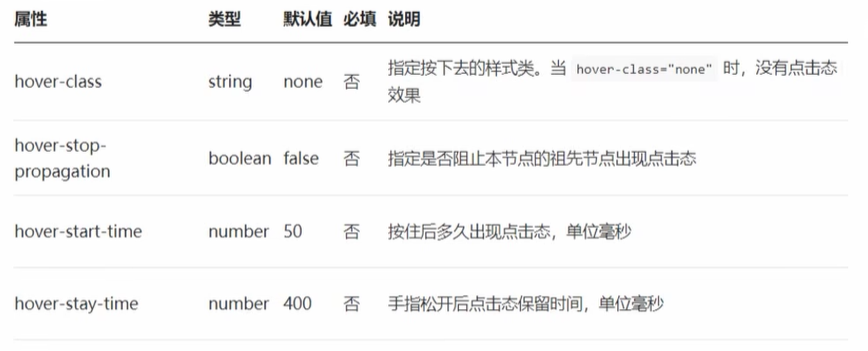 属性 类型 默认值 必填 说明
hover-class string none 否 指定按下去的样式类。当 hover-class="none" 时，没有点击态
效果
hover-stop-
propagation boolean false 否 指定是否阻止本节点的祖先节点出现点击态
hover-start-time number 50 否 按住后多久出现点击态，单位毫秒
hover-stay-time number 400 否 手指松开后点击态保留时间，单位毫秒